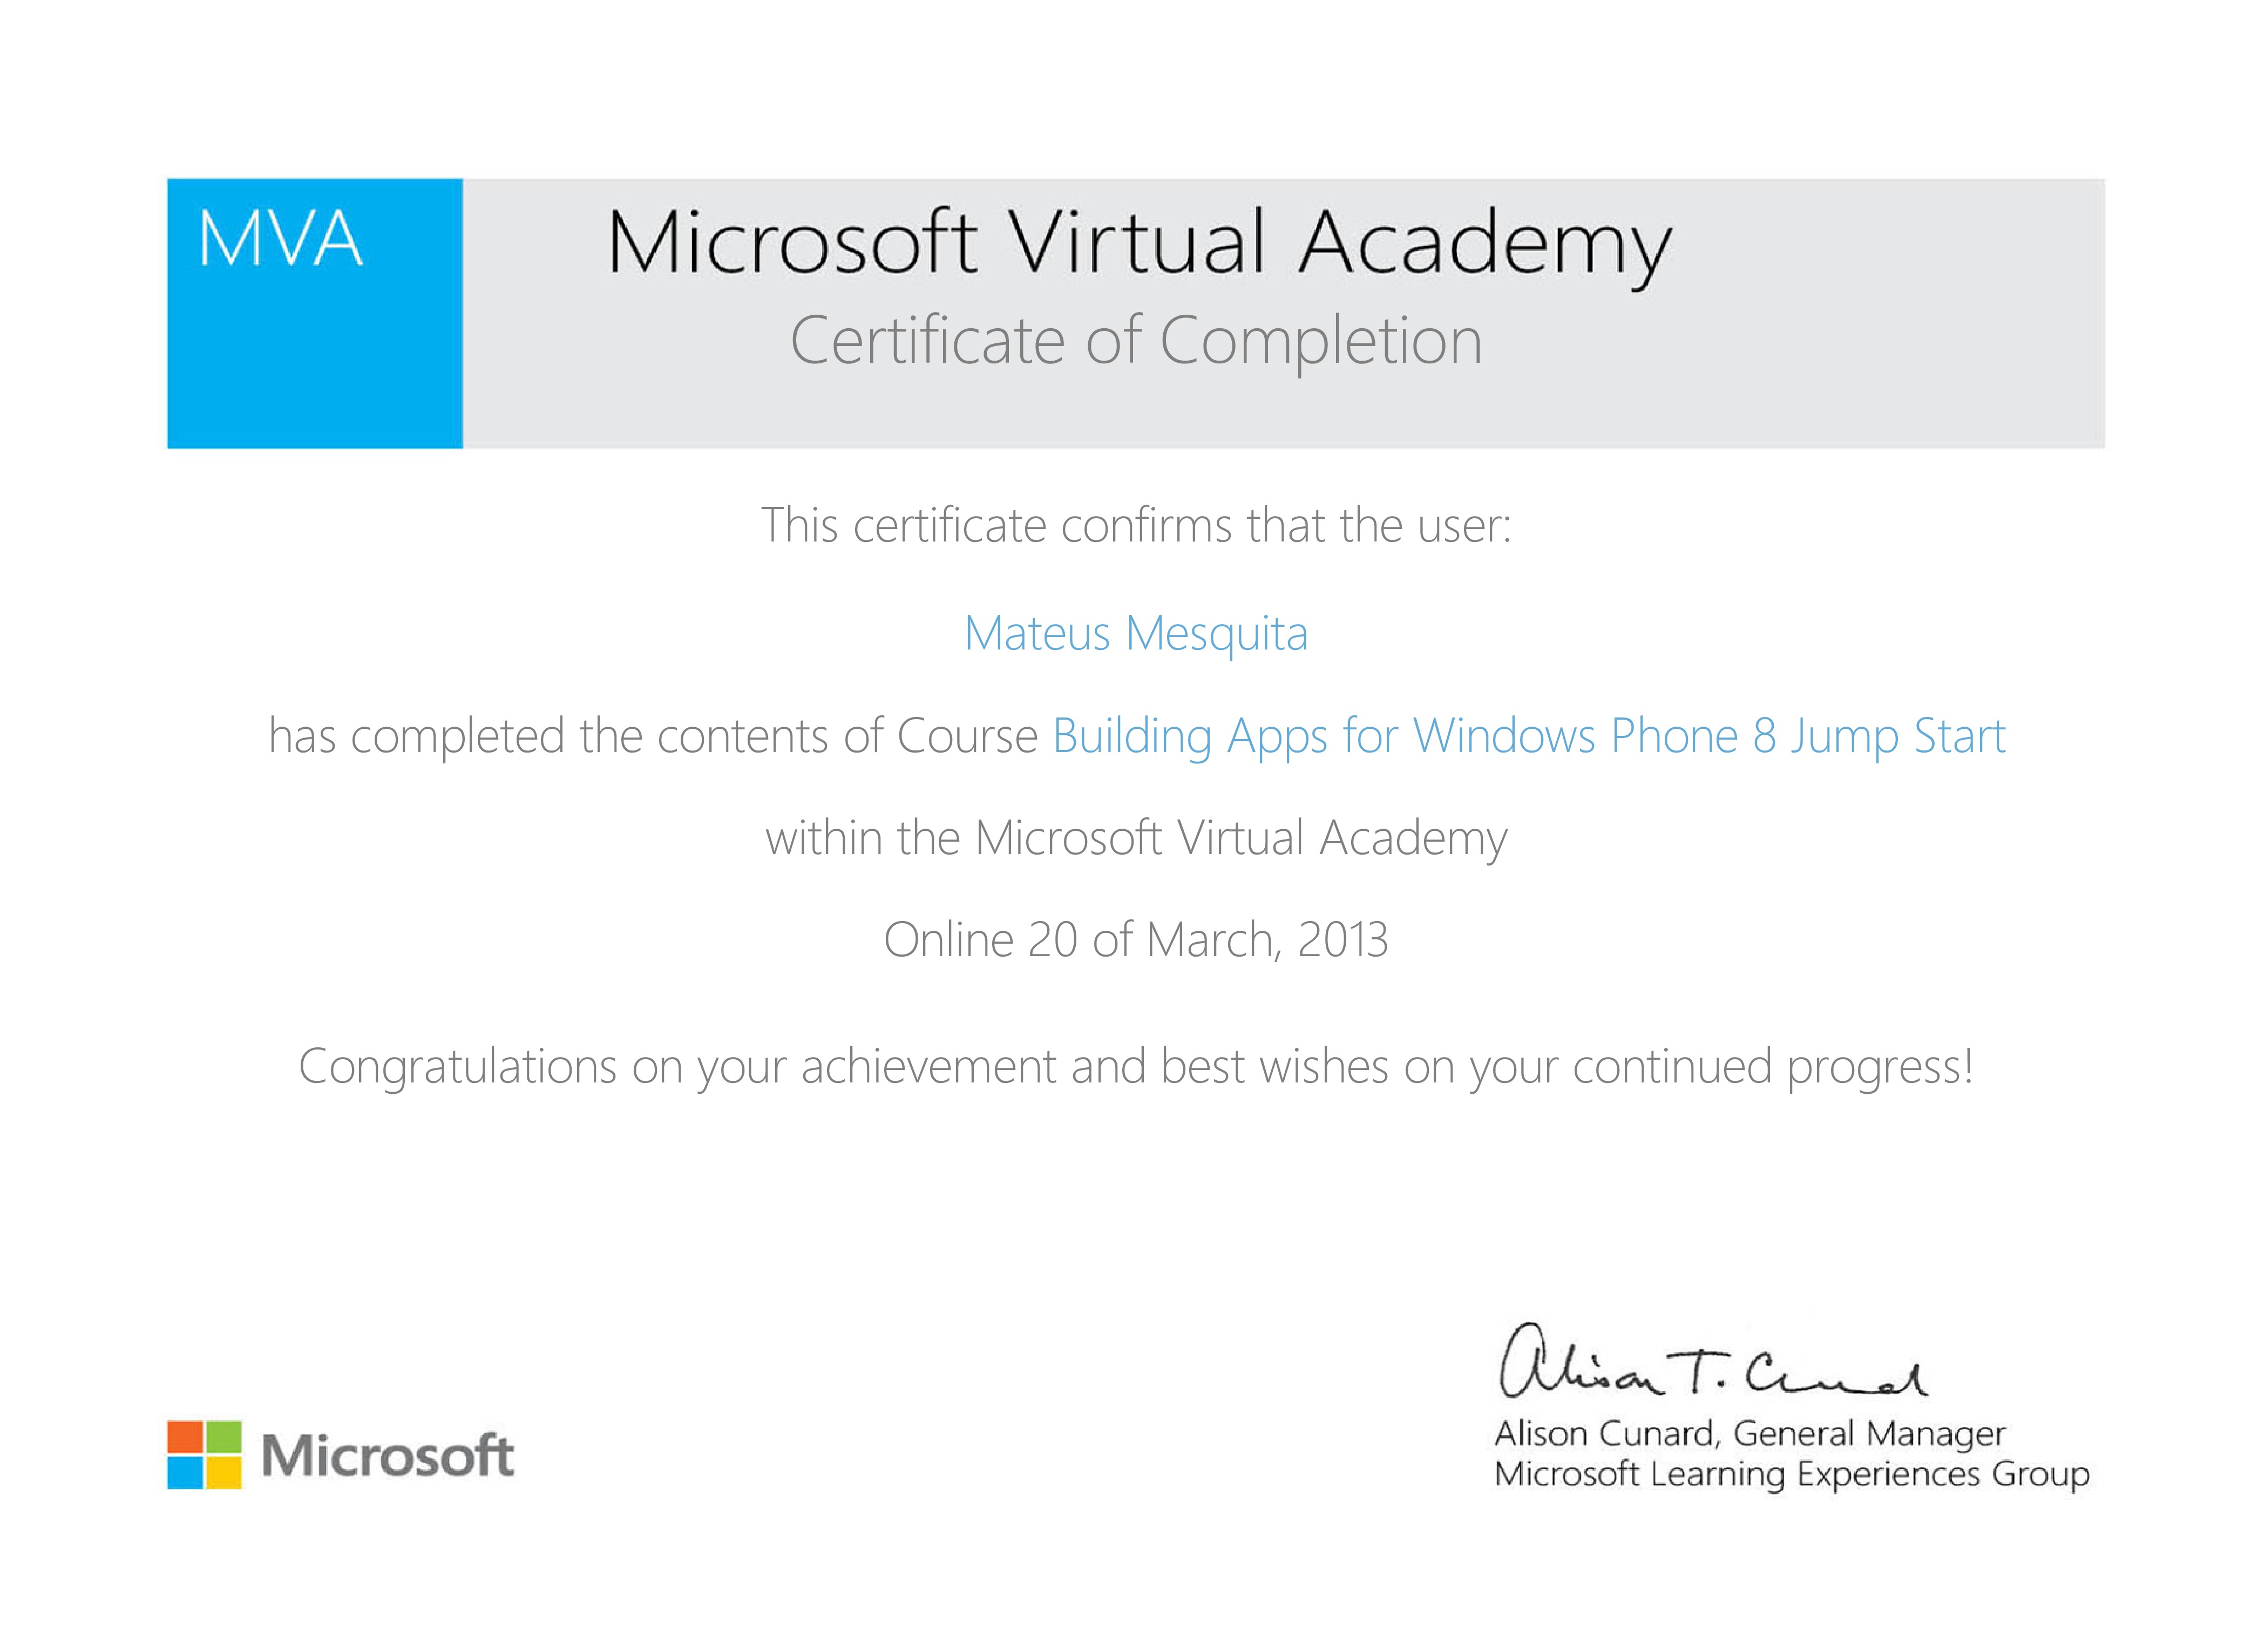 MVA
Microsoft Virtual Academy
Certificate of Completion
This certificate confirms that the user:
Mateus Mesquita
has completed the contents of Course Building Apps for Windows Phone 8 Jump Start
within the Microsoft Virtual Academy
Online 20 of March, 2013
Congratulations on your achievement and best wishes on your continued progress!
Alison T. Cunard
Alison Cunard, General Manager
Microsoft Learning Experiences Group
Microsoft